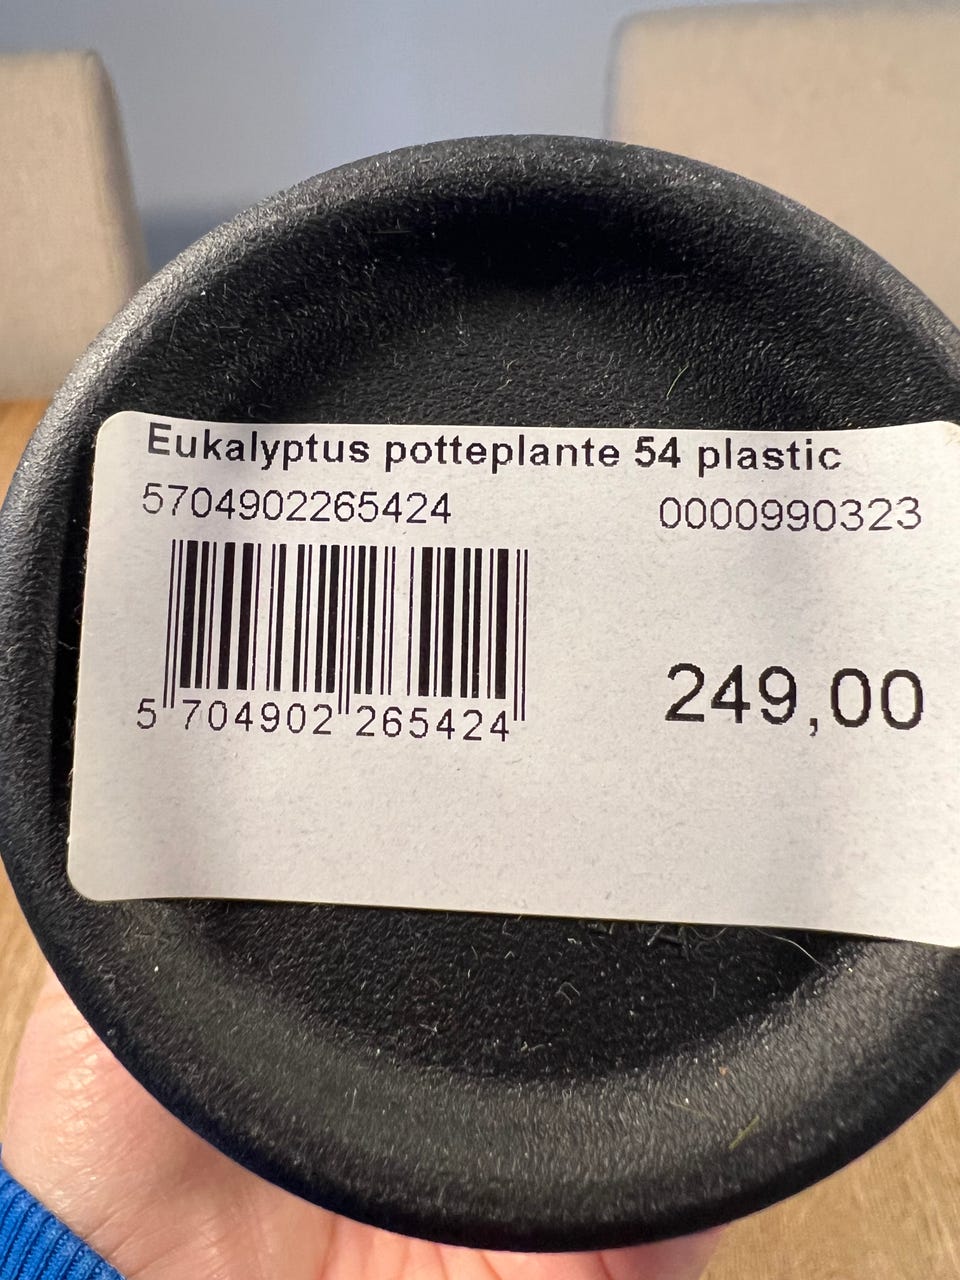 Eukalyptus potteplante 54 plastic
5704902265424 0000990323
249,00
5 704902 265424